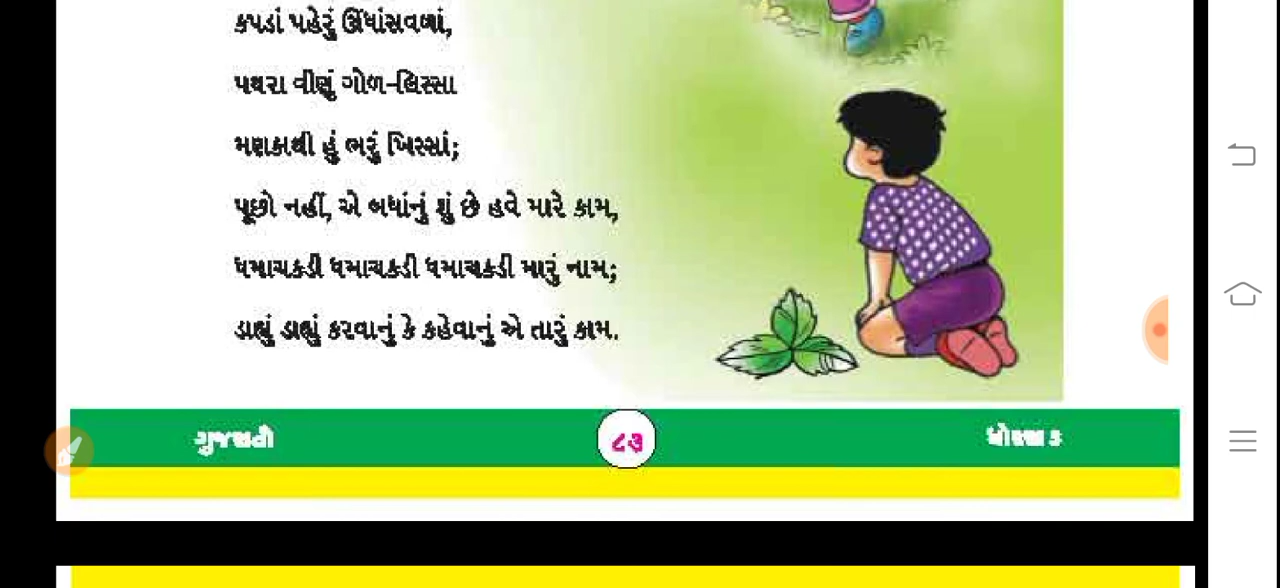 કપડાં પહેરું ઊંધાંસવળાં,
પથરા વીણું ગોળ-લિસ્સા
મણકાથી હું ભરું ખિસ્સાં;
પૂછો નહીં, એ બધાંનું શું છે હવે મારે કામ,
ધમાચકડી ધમાચકડી ધમાચકડી મારું નામ;
ડાહ્યું ડાહ્યું કરવાનું કે કહેવાનું એ તારું કામ.
ગુજરાતી
૮૩
ધોરણ ૬